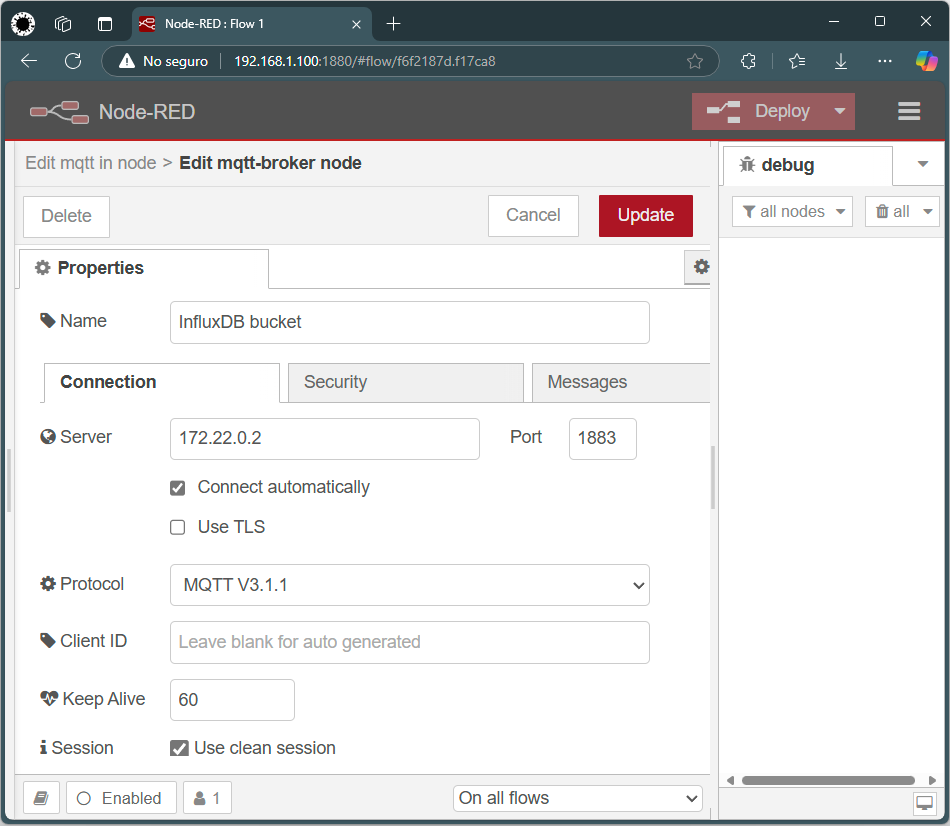 Node-RED : Flow 1
No seguro
192.168.1.100:1880/#flow/f6f2187d.f17ca8
Node-RED
Deploy
Edit mqtt in node > Edit mqtt-broker node
debug
Delete
Cancel
Update
all nodes
all
Properties
Name
InfluxDB bucket
Connection
Security
Messages
Server
172.22.0.2
Port
1883
Connect automatically
Use TLS
Protocol
MQTT V3.1.1
Client ID
Leave blank for auto generated
Keep Alive
60
Session
Use clean session
Enabled
1
On all flows